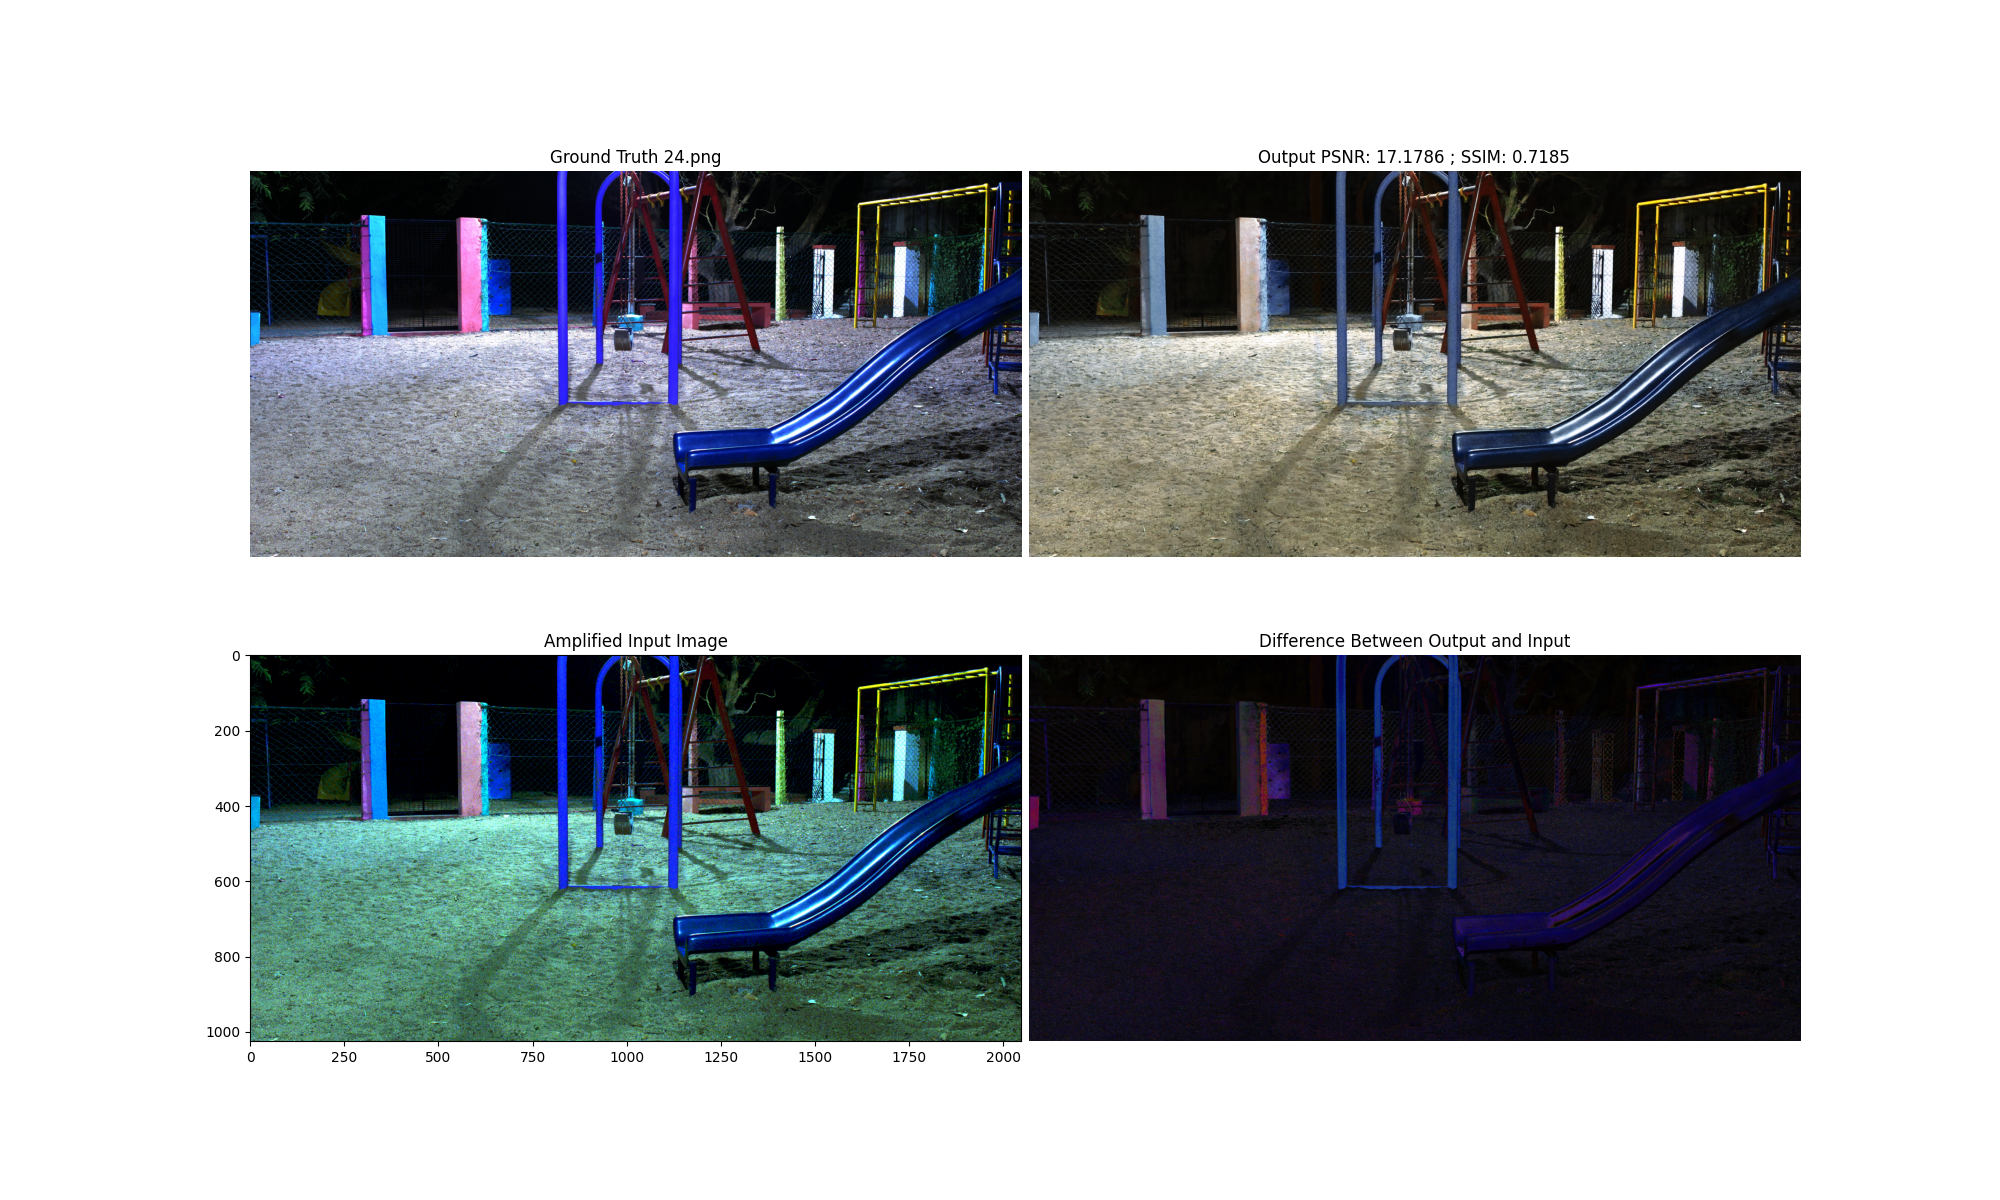 Ground Truth 24.png
Output PSNR: 17.1786 ; SSIM: 0.7185
Amplified Input Image
Difference Between Output and Input
0
200
400
600
800
1000
0 250 500 750 1000 1250 1500 1750 2000